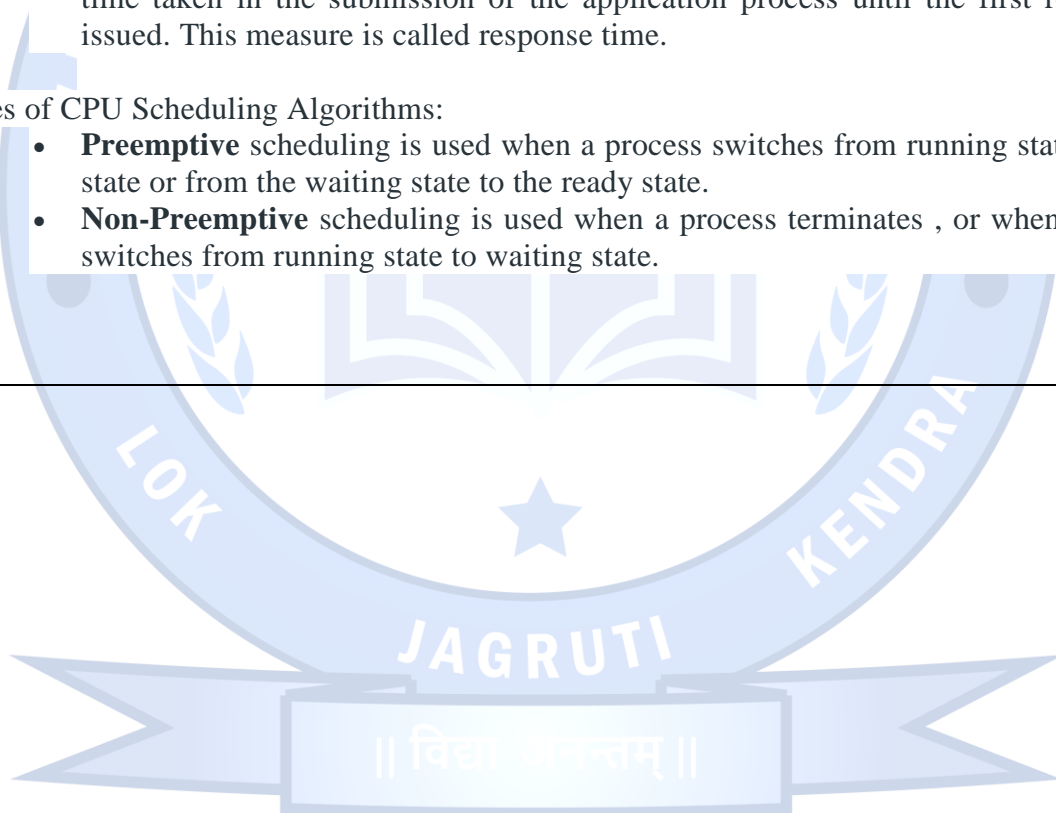 time taken in the submission of the application process until the first
issued. This measure is called response time.
es of CPU Scheduling Algorithms:
• Preemptive scheduling is used when a process switches from running
state or from the waiting state to the ready state.
• Non-Preemptive scheduling is used when a process terminates , or when
switches from running state to waiting state.
LOK
JAGRUTI
KENDRA
|| विद्या ||